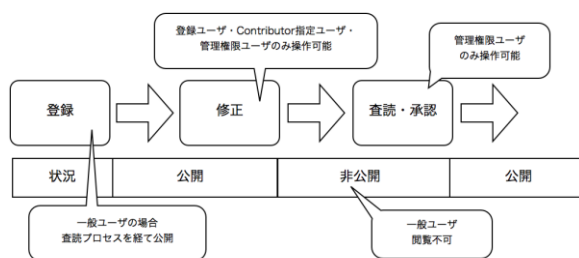 登録ユーザ・Contributor指定ユーザ・
管理権限ユーザのみ操作可能
管理権限ユーザ
のみ操作可能
登録
修正
査読・承認
状況
公開
非公開
公開
一般ユーザの場合
査読プロセスを経て公開
一般ユーザ
閲覧不可